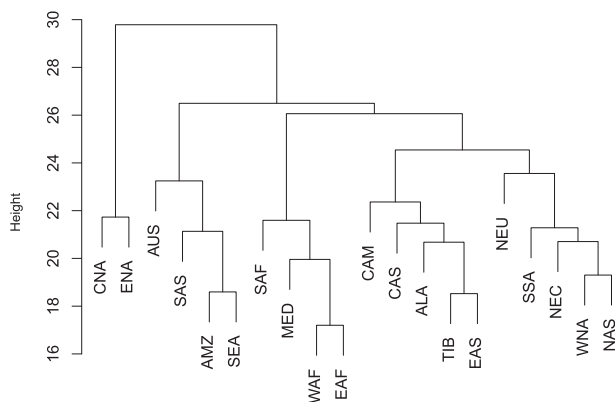 Height
30
28
26
24
22
20
18
16
CNA
ENA
AUS
SAS
AMZ
SEA
SAF
MED
WAF
EAF
CAM
CAS
ALA
TIB
EAS
NEU
SSA
NEC
WNA
NAS